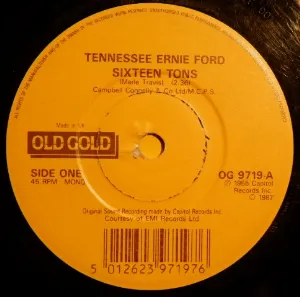 TENNESSEE ERNIE FORD
SIXTEEN TONS
(Merle Travis) (2.38)
Campbell Connelly & Co Ltd/M.C.P.S.
Made in UK
OLD GOLD
SIDE ONE
45 RPM MONO
OG 9719 A
℗ 1955 Capitol
Records Inc.
© 1987
Original Sound Recording made by Capitol Records Inc.
Courtesy of EMI Records Ltd
5 012623 971976